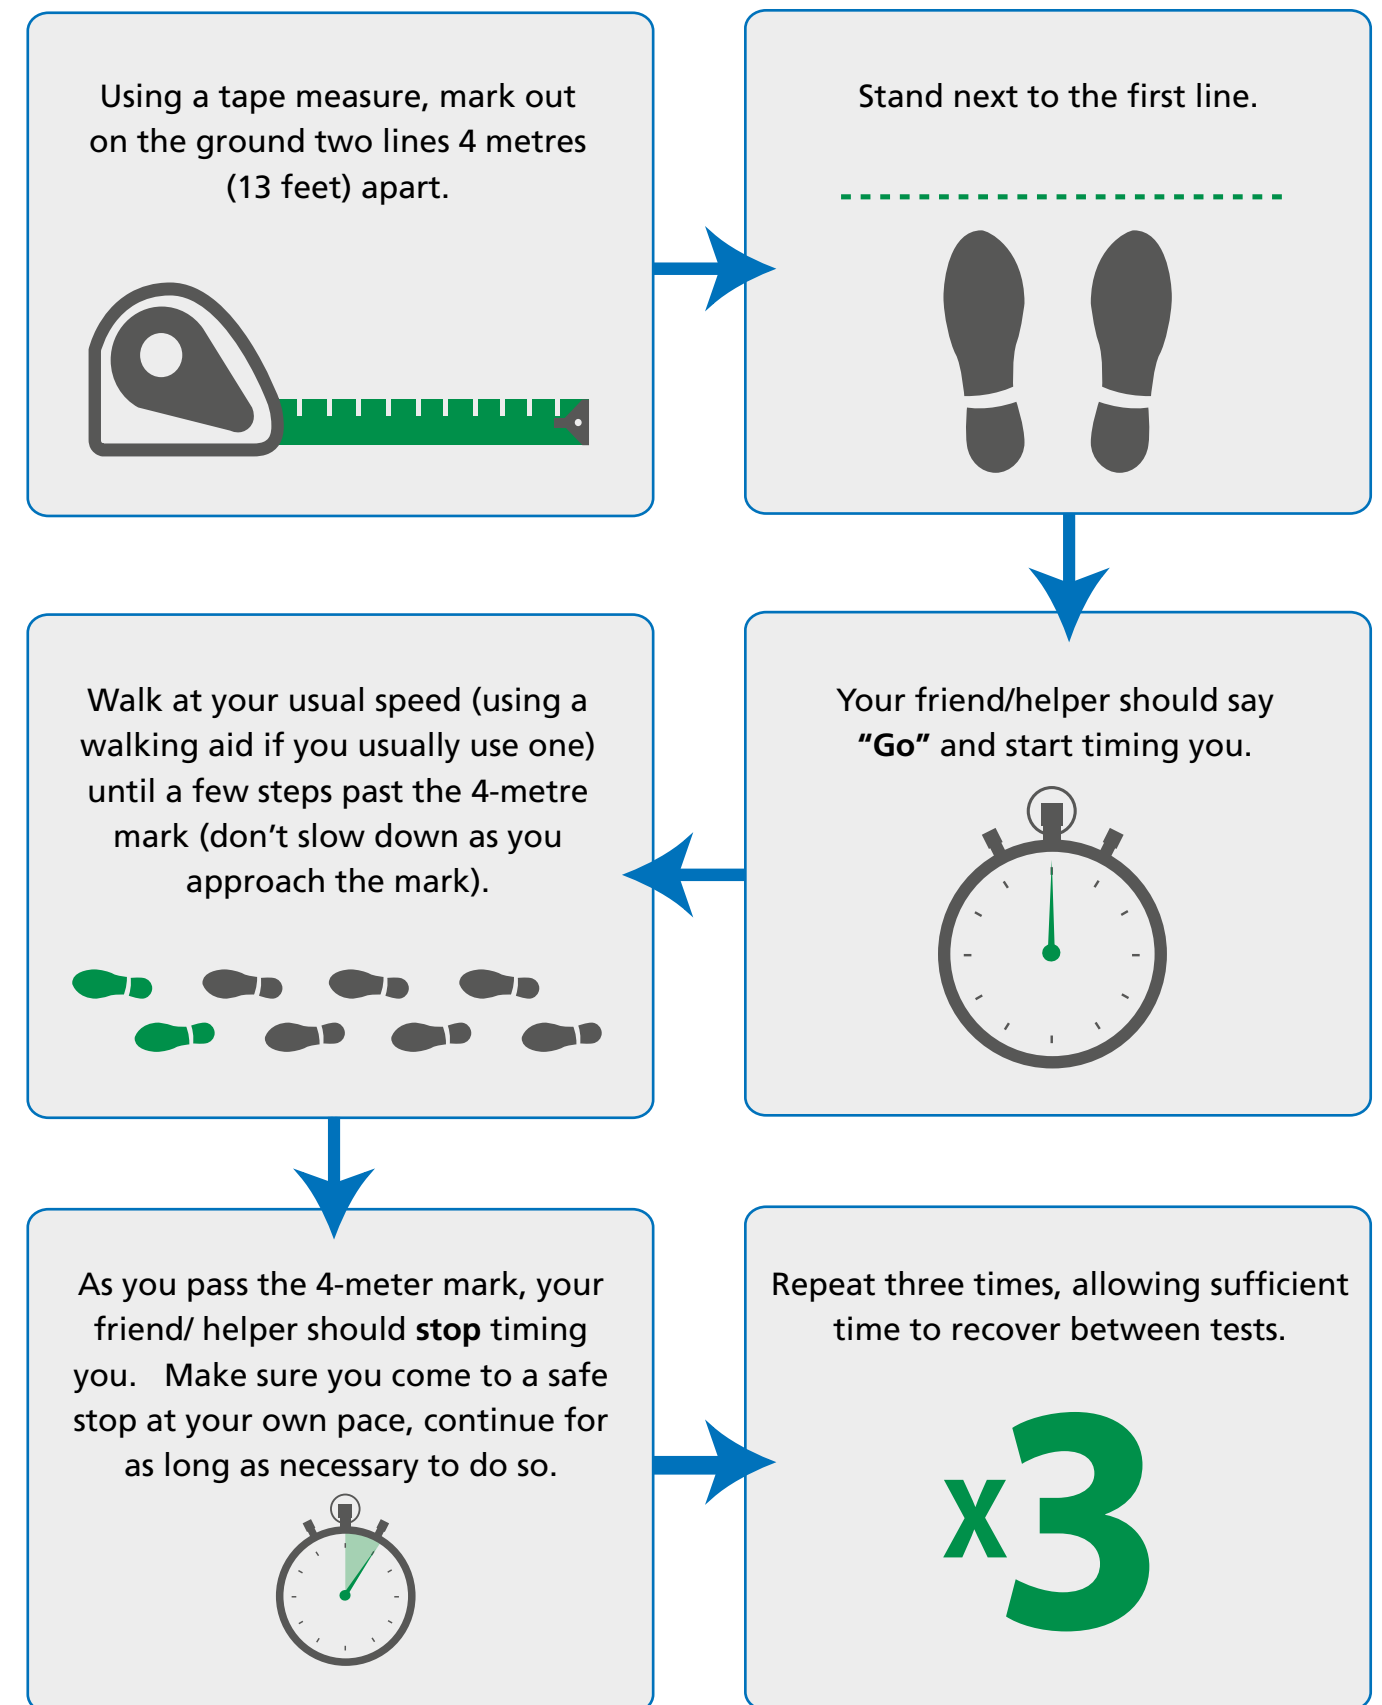 Using a tape measure, mark out
on the ground two lines 4 metres
(13 feet) apart.
Stand next to the first line.
Your friend/helper should say
“Go” and start timing you.
Walk at your usual speed (using a
walking aid if you usually use one)
until a few steps past the 4-metre
mark (don’t slow down as you
approach the mark).
As you pass the 4-meter mark, your
friend/ helper should stop timing
you.   Make sure you come to a safe
stop at your own pace, continue for
as long as necessary to do so.
Repeat three times, allowing sufficient
time to recover between tests.
x3